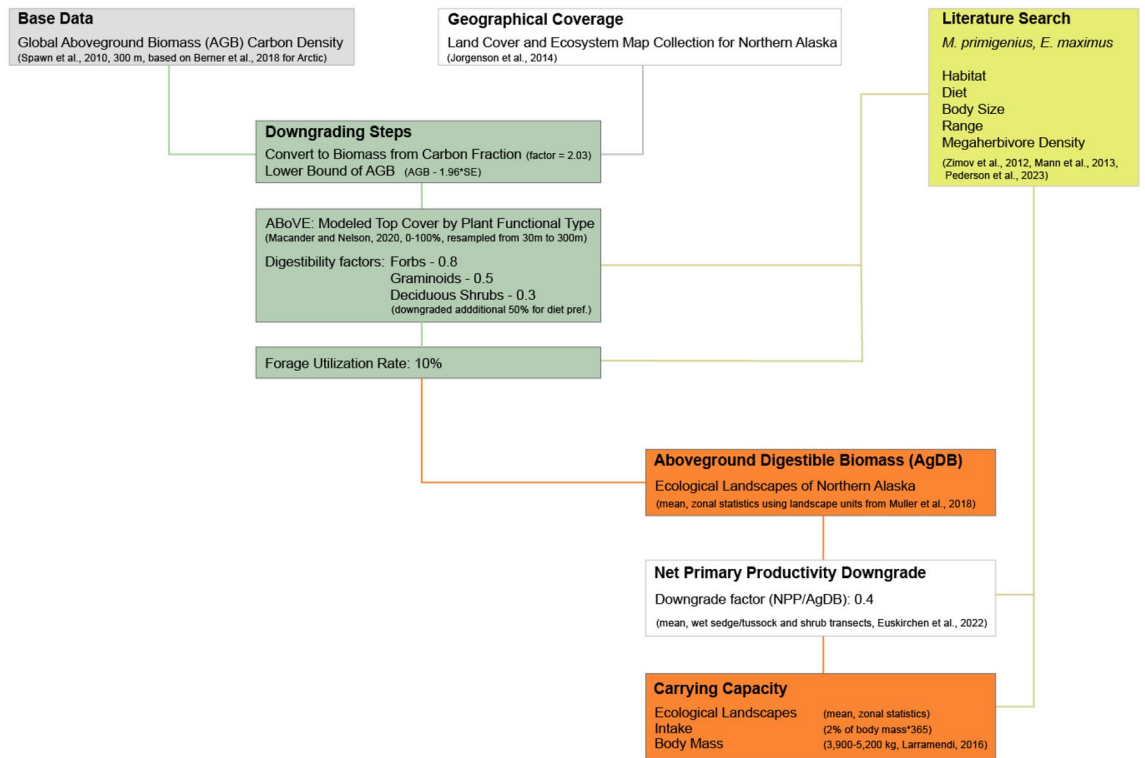 Base Data
Global Aboveground Biomass (AGB) Carbon Density
(Spawn et al., 2010, 300 m, based on Berner et al., 2018 for Arctic)
Geographical Coverage
Land Cover and Ecosystem Map Collection for Northern Alaska
(Jorgenson et al., 2014)
Literature Search
M. primigenius, E. maximus
Habitat
Diet
Body Size
Range
Megaherbivore Density
(Zimov et al., 2012, Mann et al., 2013,
Pederson et al., 2023)
Downgrading Steps
Convert to Biomass from Carbon Fraction (factor = 2.03)
Lower Bound of AGB (AGB - 1.96*SE)
ABoVE: Modeled Top Cover by Plant Functional Type
(Macander and Nelson, 2020, 0-100%, resampled from 30m to 300m)
Digestibility factors: Forbs - 0.8
Graminoids - 0.5
Deciduous Shrubs - 0.3
(downgraded addditional 50% for diet pref.)
Forage Utilization Rate: 10%
Aboveground Digestible Biomass (AgDB)
Ecological Landscapes of Northern Alaska
(mean, zonal statistics using landscape units from Muller et al., 2018)
Net Primary Productivity Downgrade
Downgrade factor (NPP/AgDB): 0.4
(mean, wet sedge/tussock and shrub transects, Euskirchen et al., 2022)
Carrying Capacity
Ecological Landscapes (mean, zonal statistics)
Intake (2% of body mass*365)
Body Mass (3,900-5,200 kg, Larramendi, 2016)